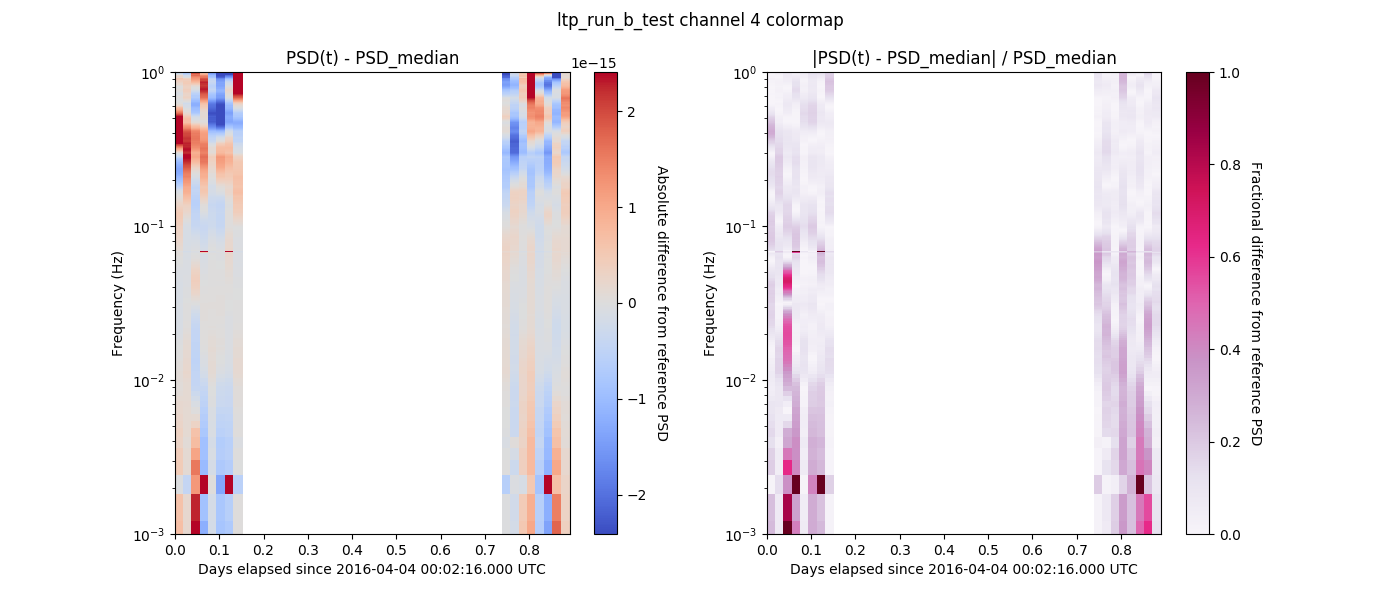 ltp_run_b_test channel 4 colormap
PSD(t) - PSD_median
1e−15
10^0
10^−1
10^−2
10^−3
Frequency (Hz)
0.0 0.1 0.2 0.3 0.4 0.5 0.6 0.7 0.8
Days elapsed since 2016-04-04 00:02:16.000 UTC
2
1
0
−1
−2
Absolute difference from reference PSD
|PSD(t) - PSD_median| / PSD_median
10^0
10^−1
10^−2
10^−3
Frequency (Hz)
0.0 0.1 0.2 0.3 0.4 0.5 0.6 0.7 0.8
Days elapsed since 2016-04-04 00:02:16.000 UTC
1.0
0.8
0.6
0.4
0.2
0.0
Fractional difference from reference PSD